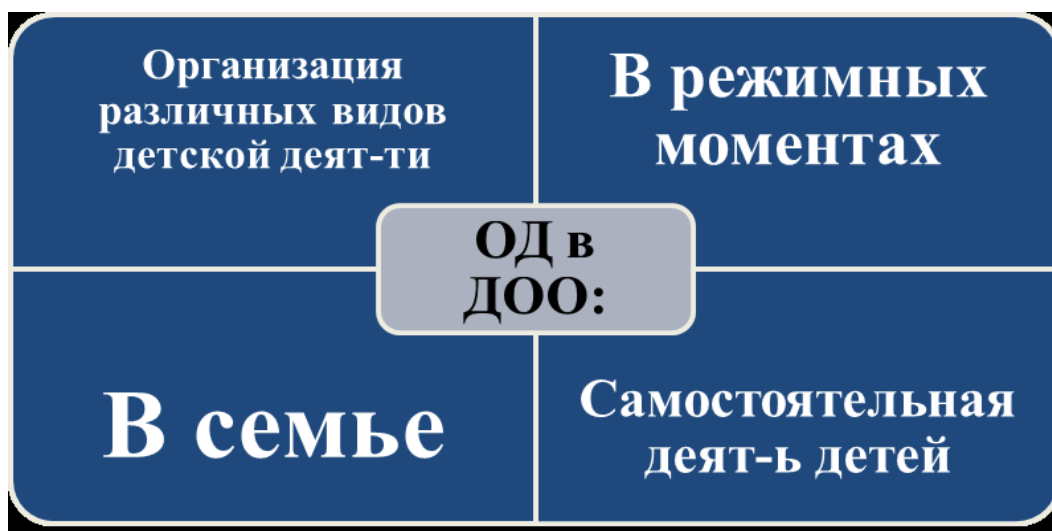 Организация
различных видов
детской деят-ти
В режимных
моментах
ОД в
ДОО:
В семье
Самостоятельная
деят-ь детей